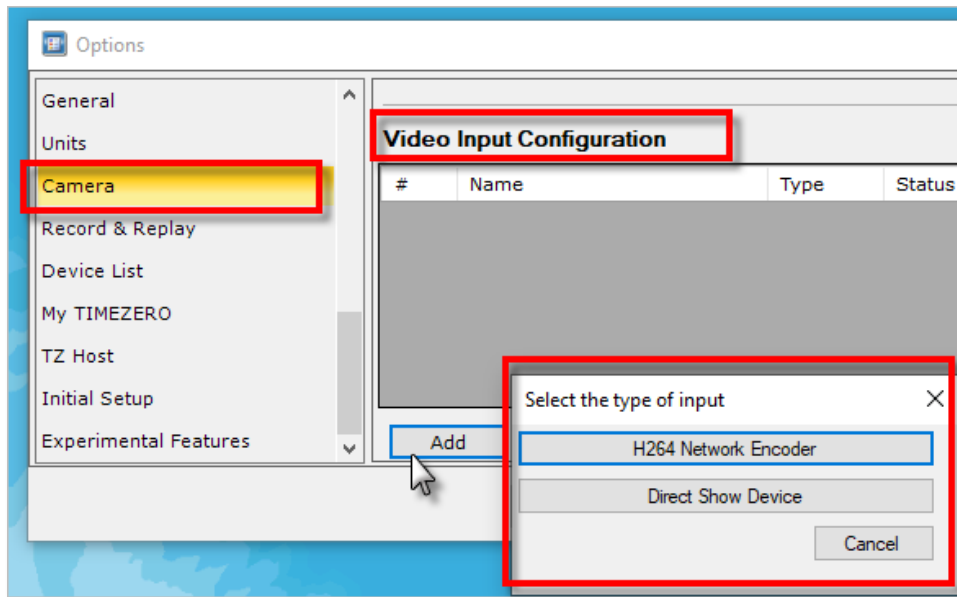 Options
General
Units
Camera
Record & Replay
Device List
My TIMEZERO
TZ Host
Initial Setup
Experimental Features
Video Input Configuration
# Name Type Status
Add
Select the type of input
H264 Network Encoder
Direct Show Device
Cancel